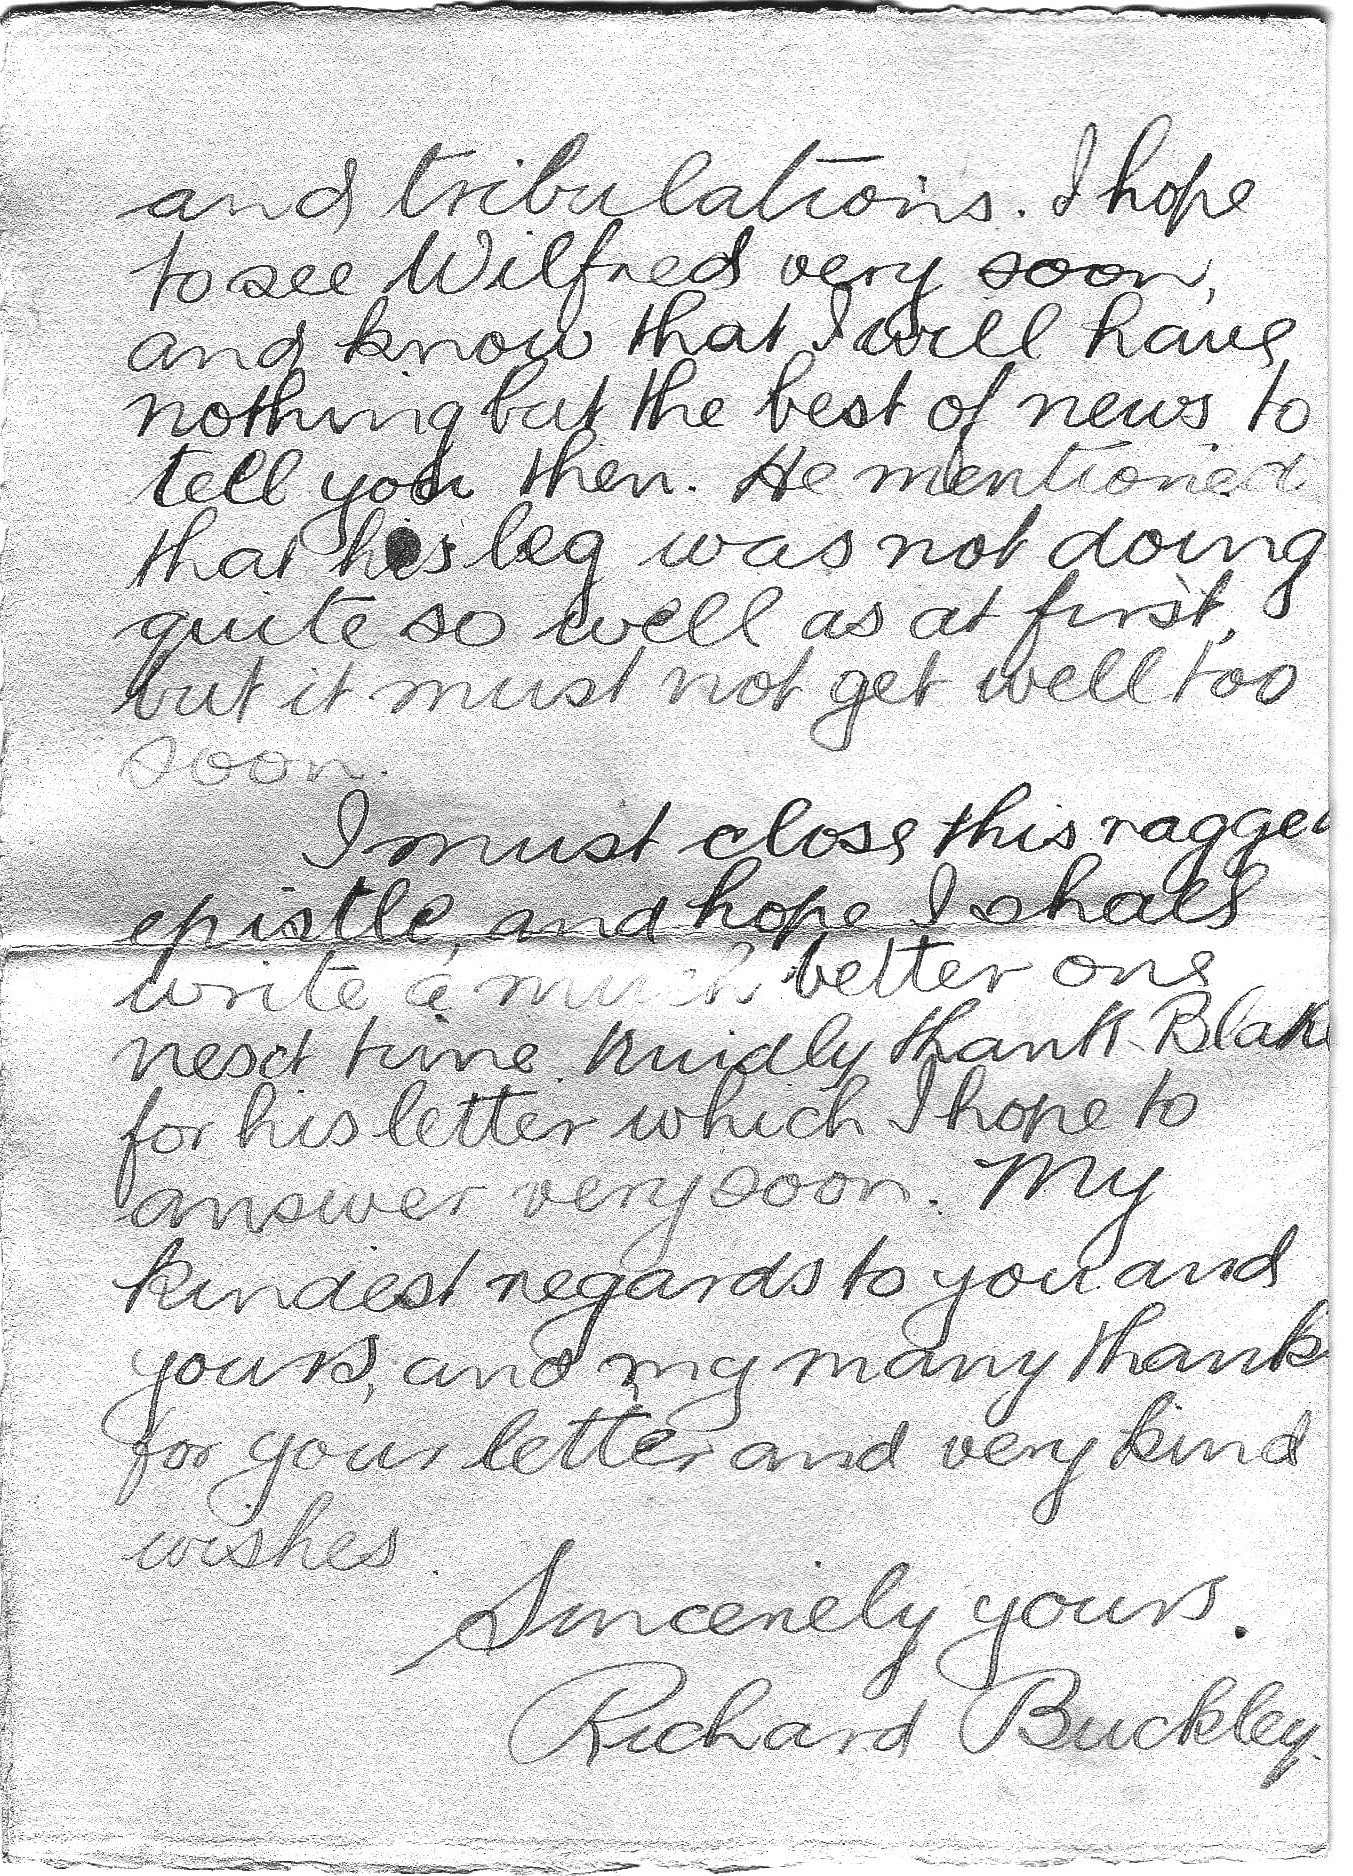 and tribulations. I hope
to see Wilfred very soon,
and know that I will have
nothing but the best of news to
tell you then. He mentioned
that his leg was not doing
quite so well as at first,
but it must not get well too
soon.
I must close this ragged
epistle, and hope I shall
write a much better one
next time. Kindly thank Blake
for his letter which I hope to
answer very soon. My
kindest regards to you and
yours, and my many thanks
for your letter and very kind
wishes.
Sincerely yours.
Richard Buckley.